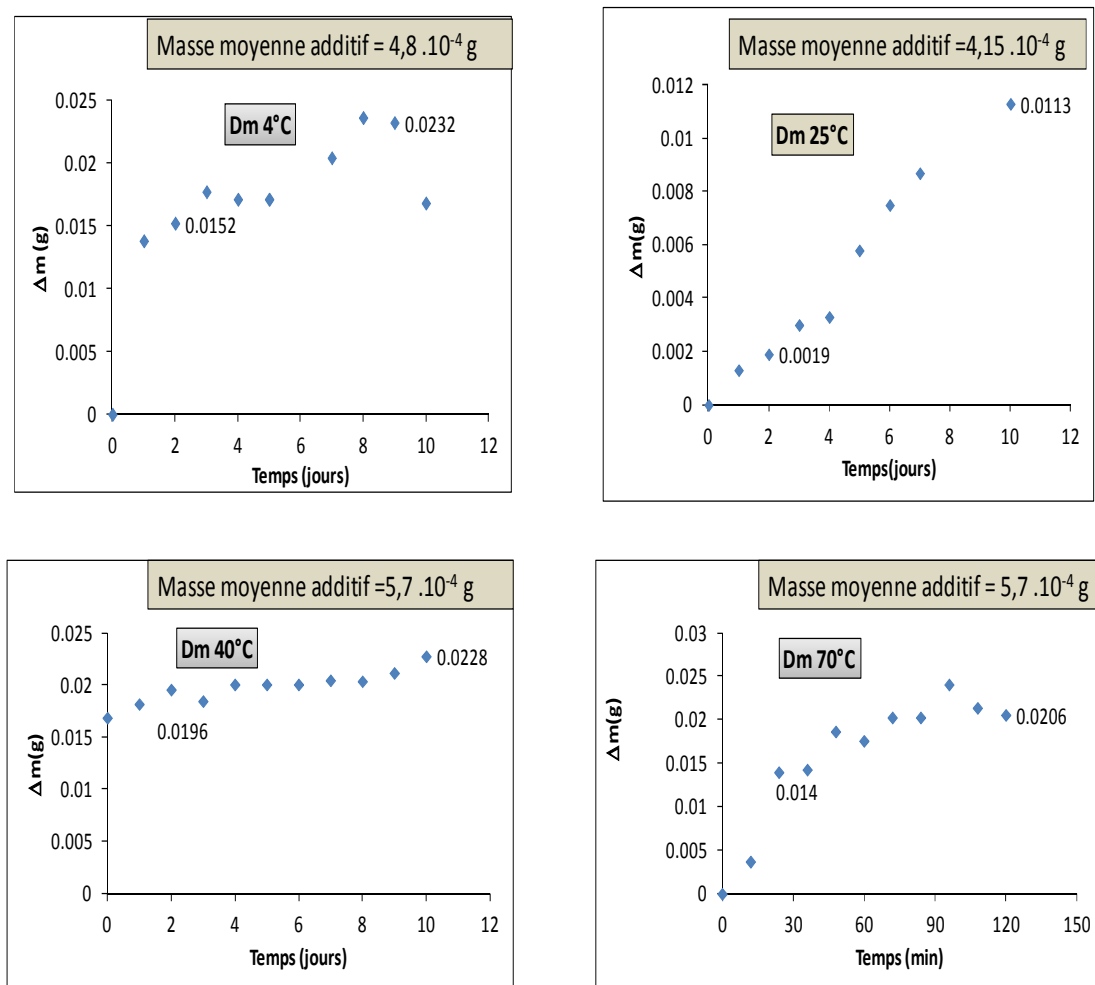 Masse moyenne additif = 4,8 .10⁻⁴ g
Dm 4°C
0.025
0.02
0.015
0.01
0.005
0
0.0232
0.0152
Δm (g)
0 2 4 6 8 10 12
Temps (jours)
Masse moyenne additif =4,15 .10⁻⁴ g
Dm 25°C
0.012
0.01
0.008
0.006
0.004
0.002
0
0.0113
0.0019
Δm (g)
0 2 4 6 8 10 12
Temps(jours)
Masse moyenne additif =5,7 .10⁻⁴ g
Dm 40°C
0.025
0.02
0.015
0.01
0.005
0
0.0228
0.0196
Δm(g)
0 2 4 6 8 10 12
Temps (jours)
Masse moyenne additif = 5,7 .10⁻⁴ g
Dm 70°C
0.03
0.025
0.02
0.015
0.01
0.005
0
0.0206
0.014
Δm(g)
0 30 60 90 120 150
Temps (min)